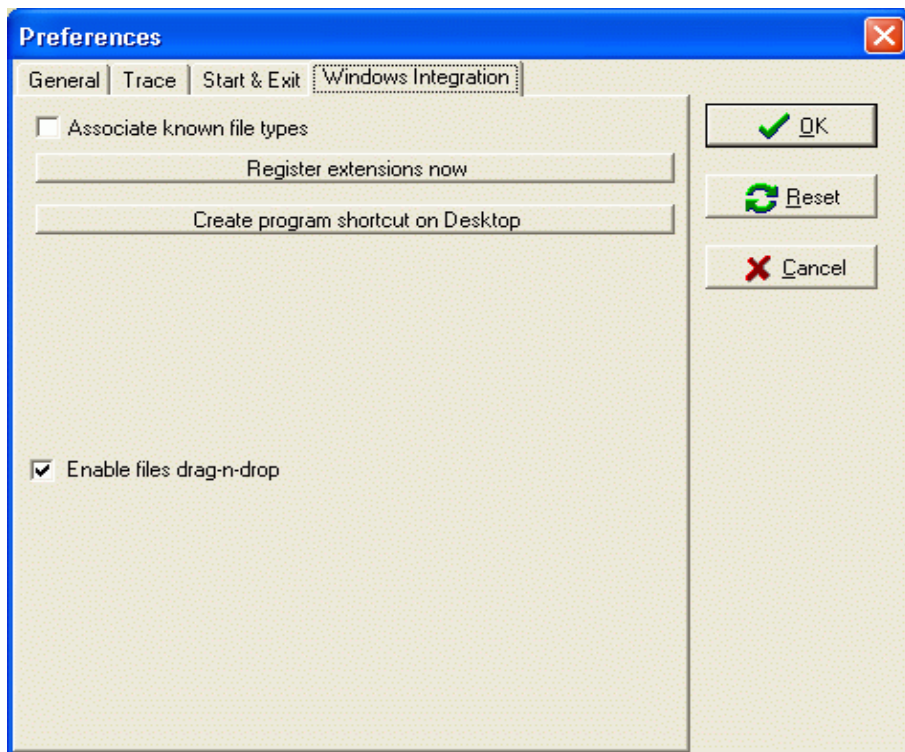 Preferences
General Trace Start & Exit Windows Integration
Associate known file types
Register extensions now
Create program shortcut on Desktop
Enable files drag-n-drop
OK
Reset
Cancel